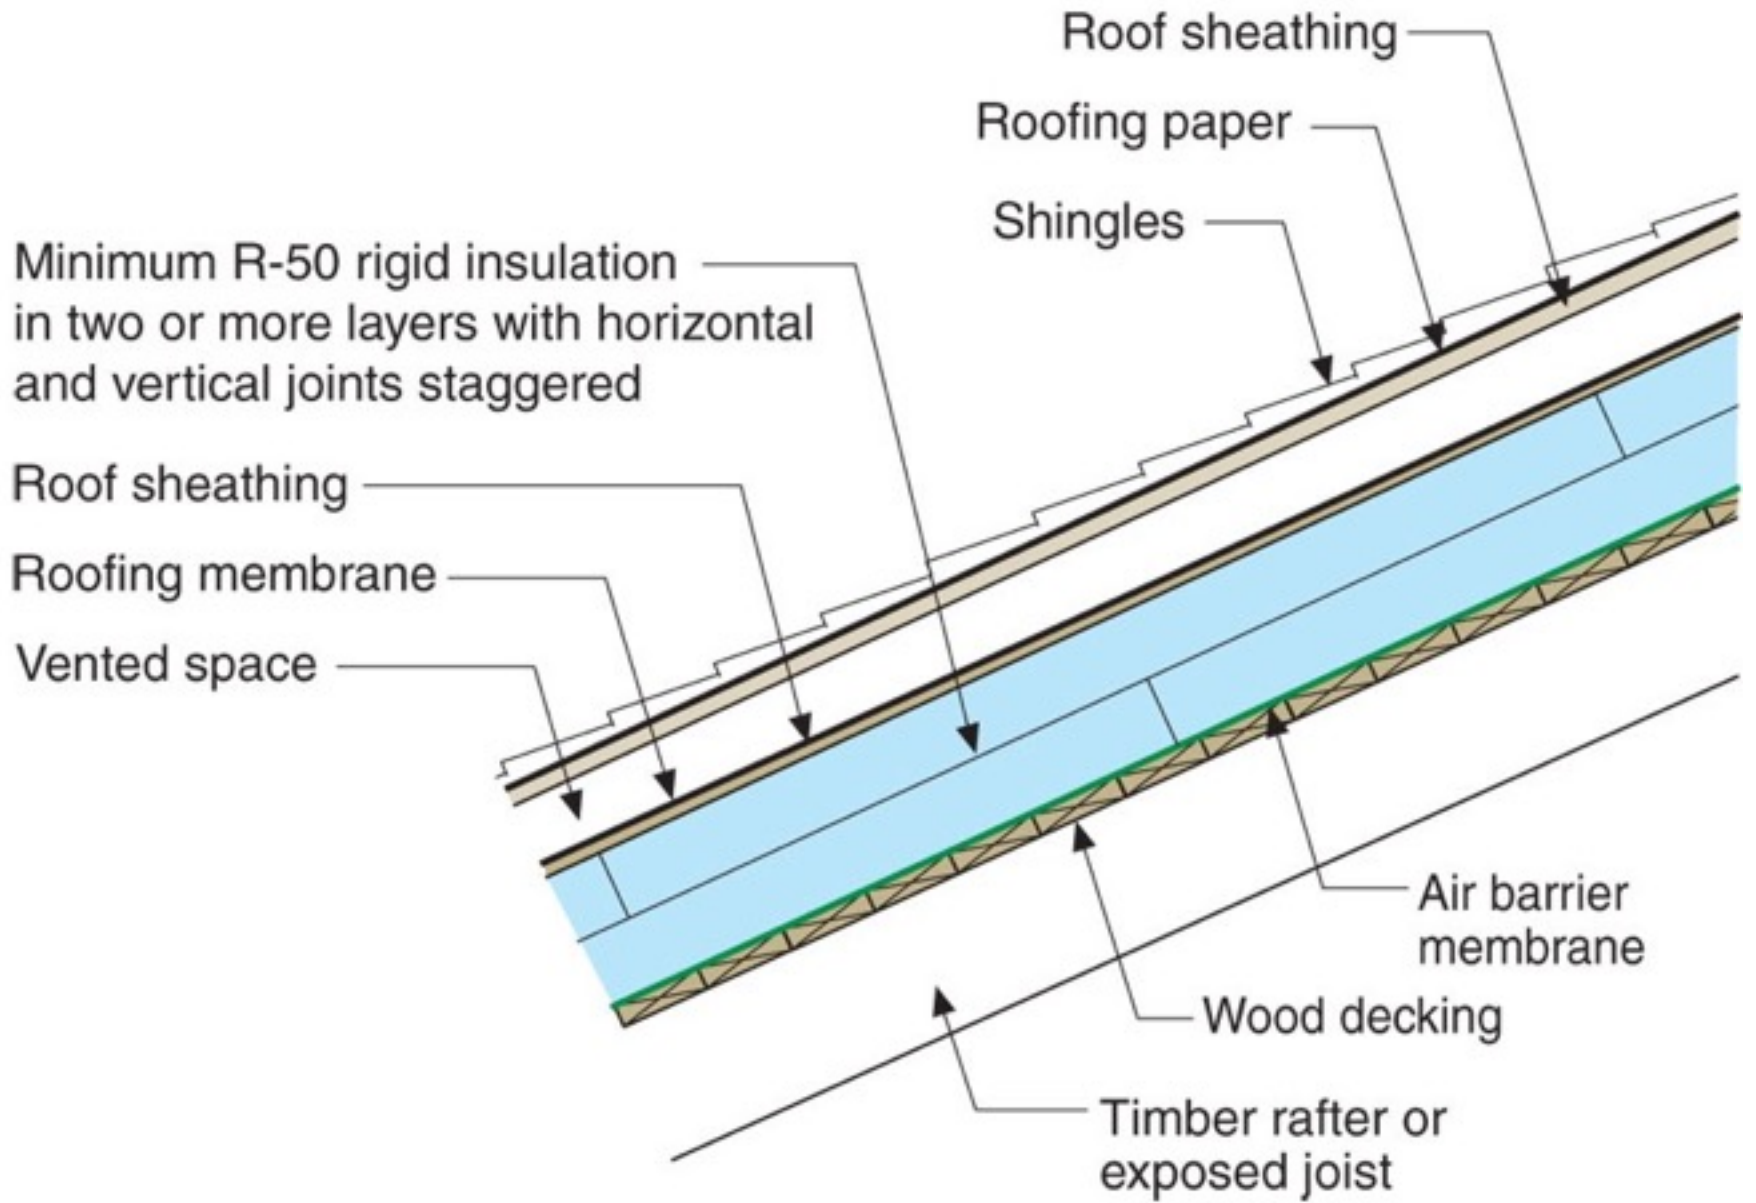 Roof sheathing
Roofing paper
Shingles
Minimum R-50 rigid insulation
in two or more layers with horizontal
and vertical joints staggered
Roof sheathing
Roofing membrane
Vented space
Air barrier
membrane
Wood decking
Timber rafter or
exposed joist